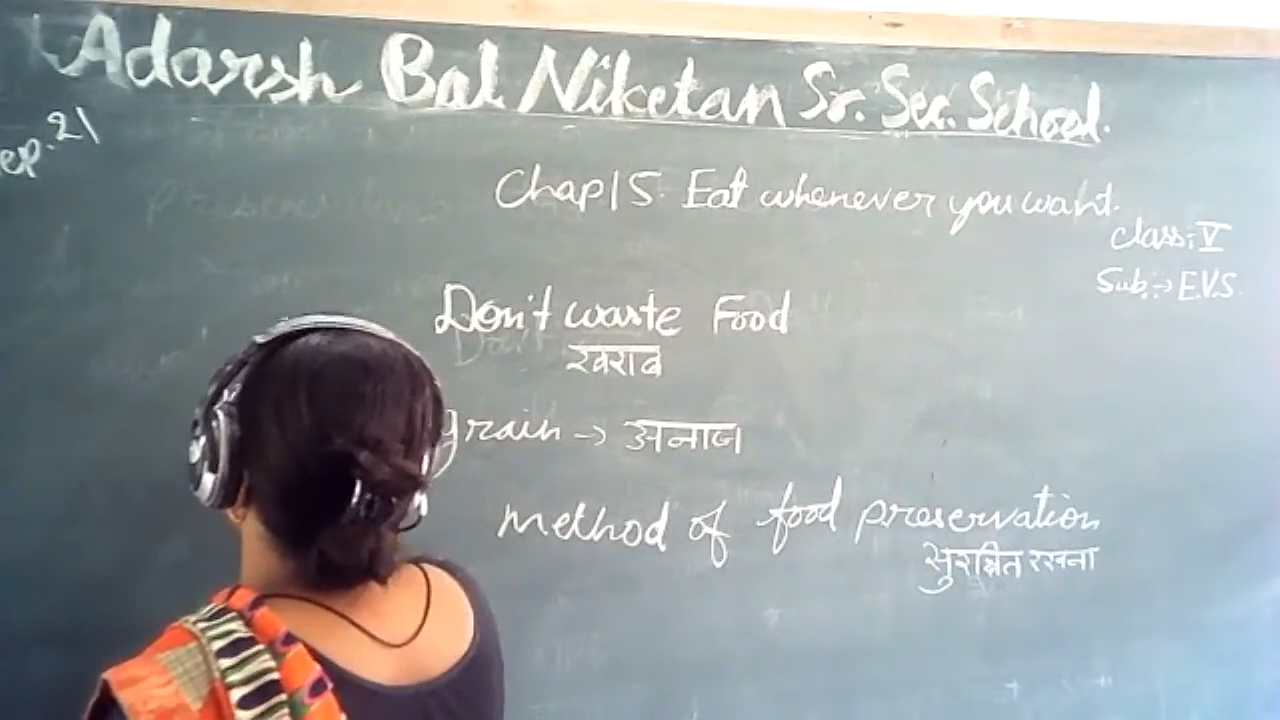 Adarsh Bal Niketan Sr. Sec. School.
ep. 21
Chap 15. Eat whenever you want.
Class:- V
Sub:-> E.V.S.
Don't waste Food
खराब
grain -> अनाज
method of food preservation
सुरक्षित रखना